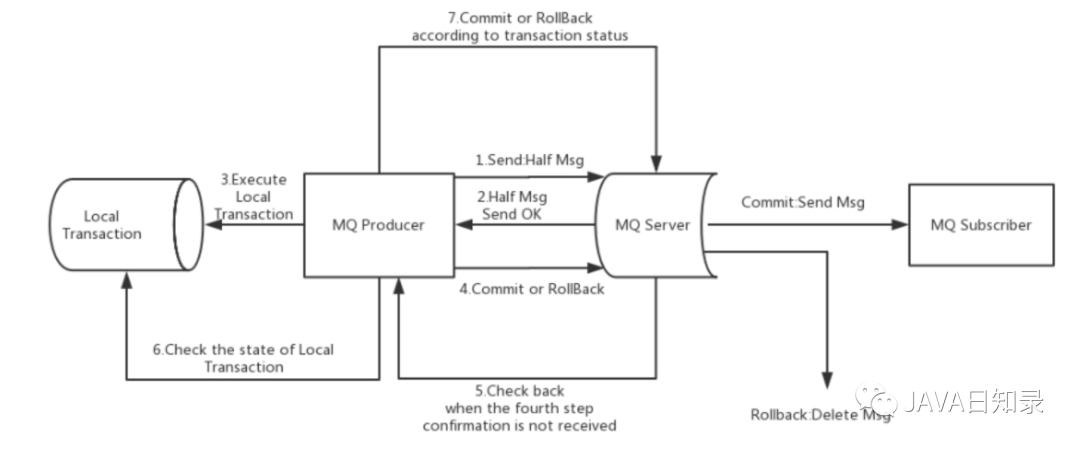 7.Commit or RollBack
according to transaction status
1.Send:Half Msg
3.Execute
Local
Transaction
2.Half Msg
Send OK
Local
Transaction
MQ Producer
MQ Server
Commit:Send Msg
MQ Subscriber
4.Commit or RollBack
6.Check the state of Local
Transaction
5.Check back
when the fourth step
confirmation is not received
Rollback:Delete Msg
JAVA日知录